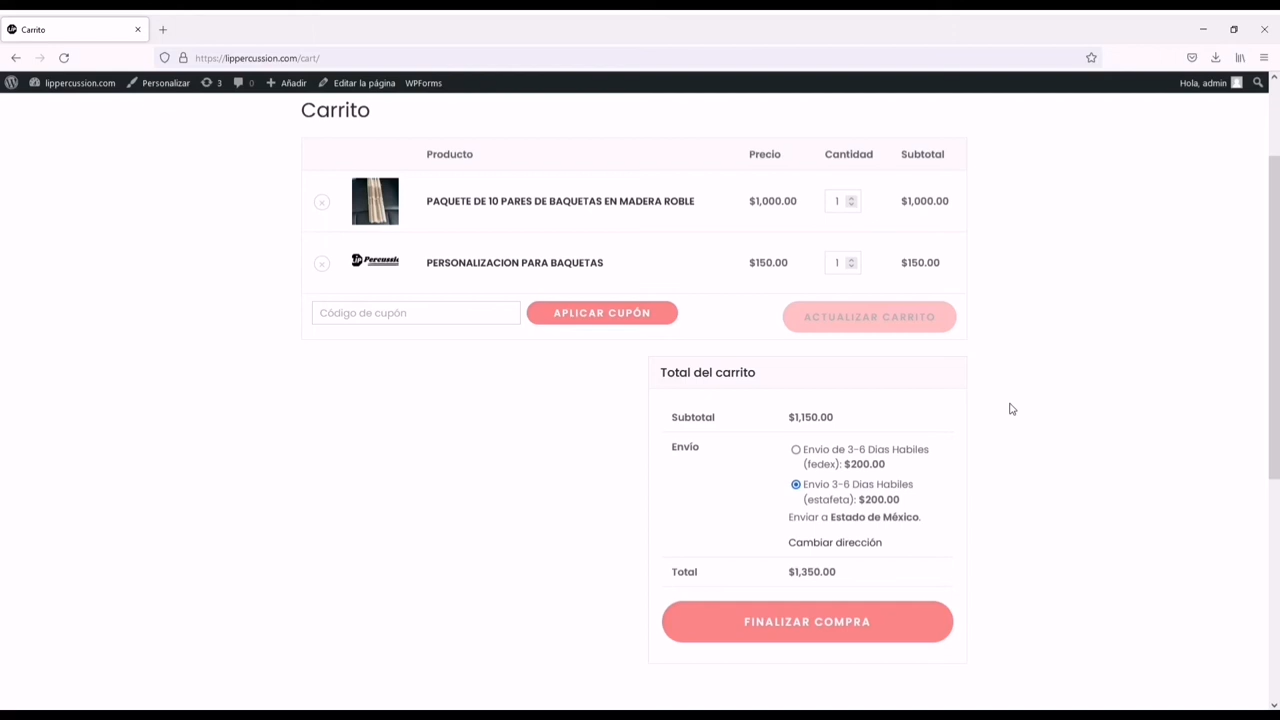 Carrito
https://lippercussion.com/cart/
lippercussion.com Personalizar 3 0 Añadir Editar la página WPForms Hola, admin
Carrito
Producto Precio Cantidad Subtotal
PAQUETE DE 10 PARES DE BAQUETAS EN MADERA ROBLE $1,000.00 1 $1,000.00
LIP Percussion
PERSONALIZACION PARA BAQUETAS $150.00 1 $150.00
Código de cupón APLICAR CUPÓN ACTUALIZAR CARRITO
Total del carrito
Subtotal $1,150.00
Envío Envio de 3-6 Dias Habiles
(fedex): $200.00
Envio 3-6 Dias Habiles
(estafeta): $200.00
Enviar a Estado de México.
Cambiar dirección
Total $1,350.00
FINALIZAR COMPRA